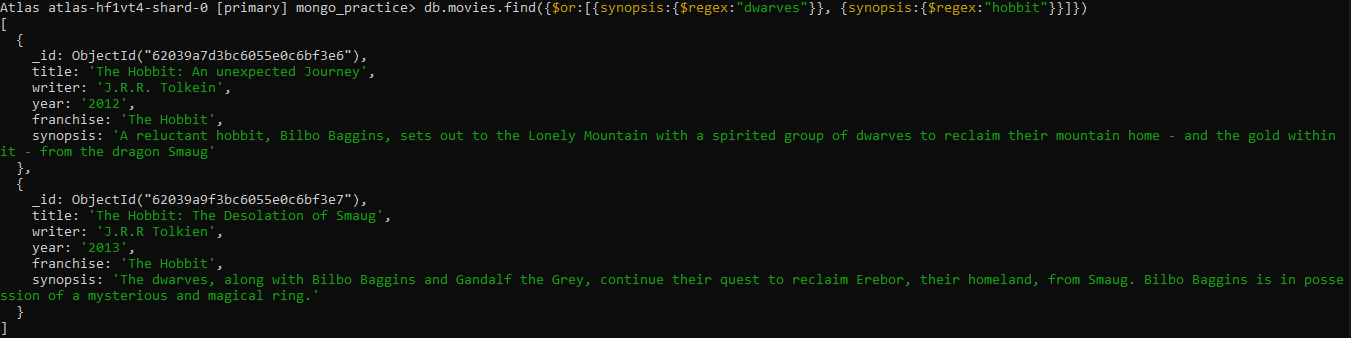 Atlas atlas-hf1vt4-shard-0 [primary] mongo_practice> db.movies.find({$or:[{synopsis:{$regex:"dwarves"}}, {synopsis:{$regex:"hobbit"}}]})
[
  {
    _id: ObjectId("62039a7d3bc6055e0c6bf3e6"),
    title: 'The Hobbit: An unexpected Journey',
    writer: 'J.R.R. Tolkein',
    year: '2012',
    franchise: 'The Hobbit',
    synopsis: 'A reluctant hobbit, Bilbo Baggins, sets out to the Lonely Mountain with a spirited group of dwarves to reclaim their mountain home - and the gold within
it - from the dragon Smaug'
  },
  {
    _id: ObjectId("62039a9f3bc6055e0c6bf3e7"),
    title: 'The Hobbit: The Desolation of Smaug',
    writer: 'J.R.R Tolkien',
    year: '2013',
    franchise: 'The Hobbit',
    synopsis: 'The dwarves, along with Bilbo Baggins and Gandalf the Grey, continue their quest to reclaim Erebor, their homeland, from Smaug. Bilbo Baggins is in posse
ssion of a mysterious and magical ring.'
  }
]